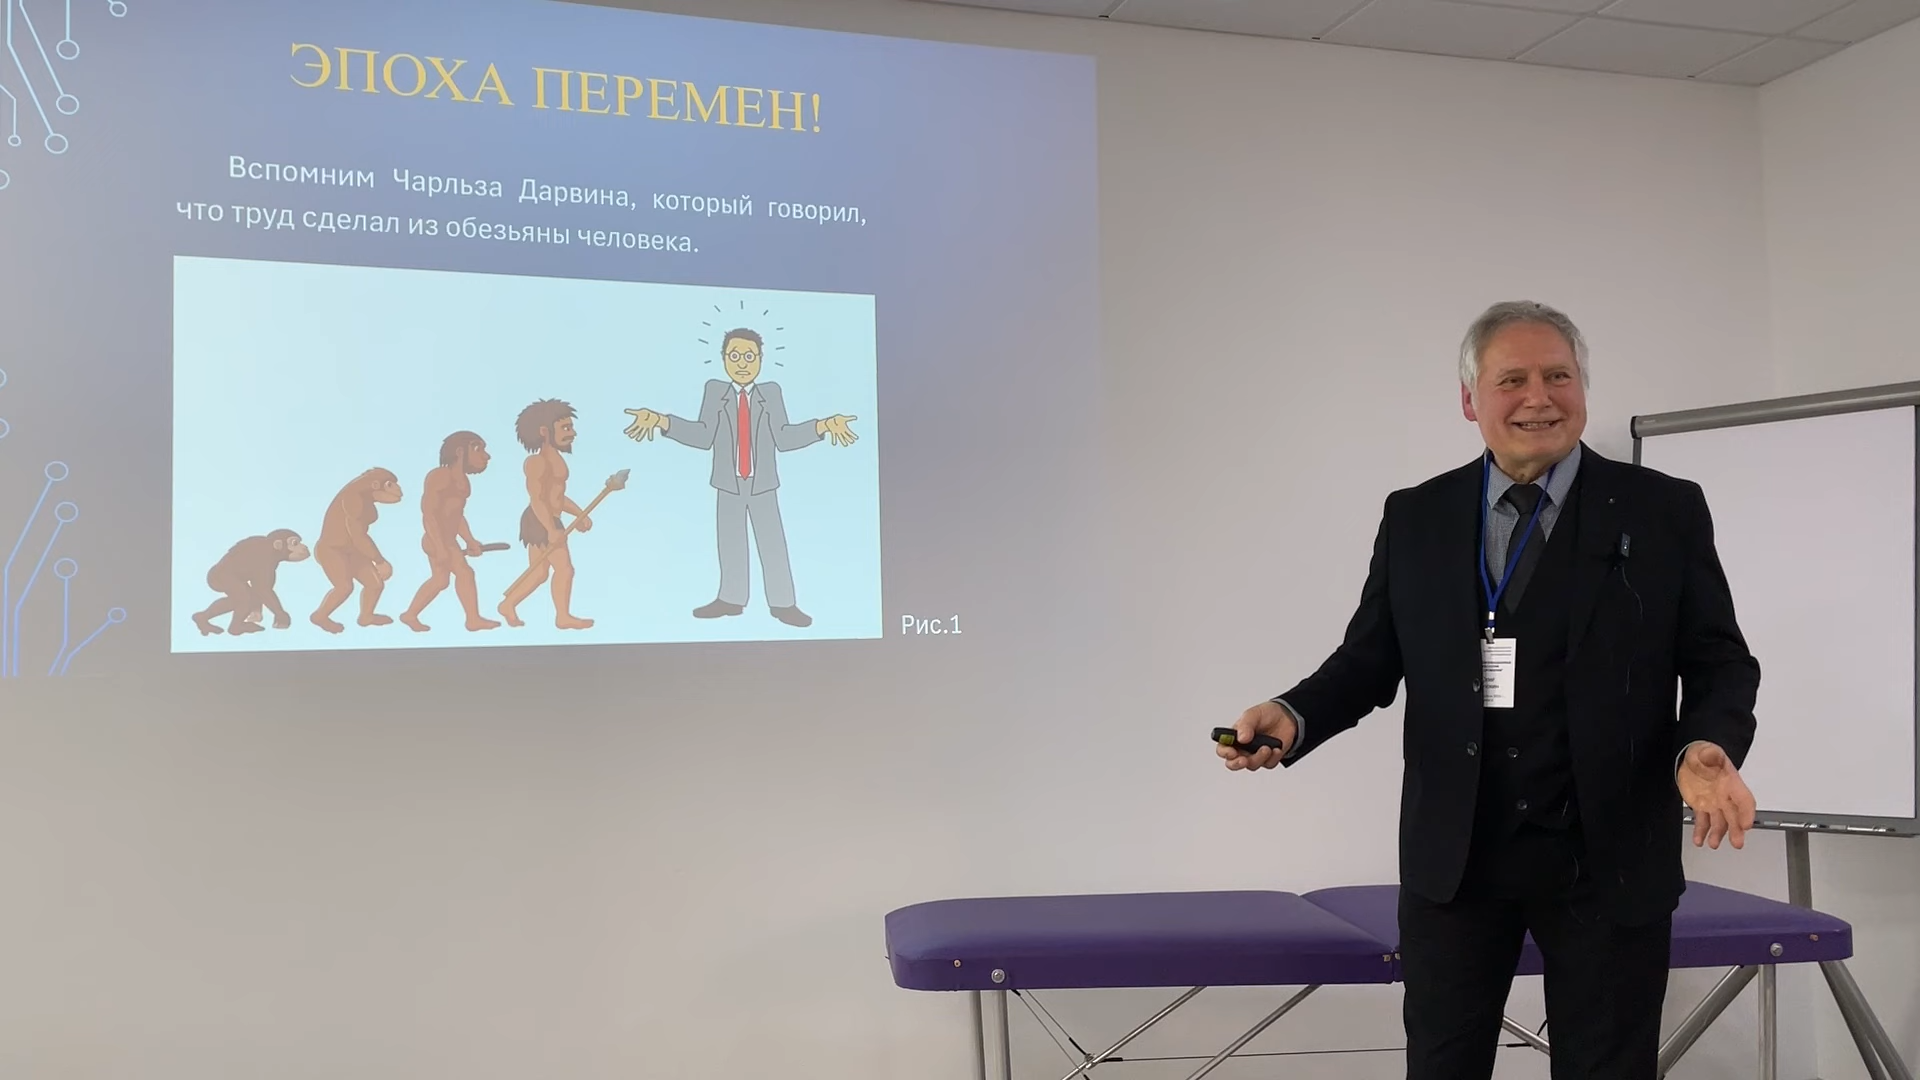 ЭПОХА ПЕРЕМЕН!
Вспомним Чарльза Дарвина, который говорил,
что труд сделал из обезьяны человека.
Рис.1